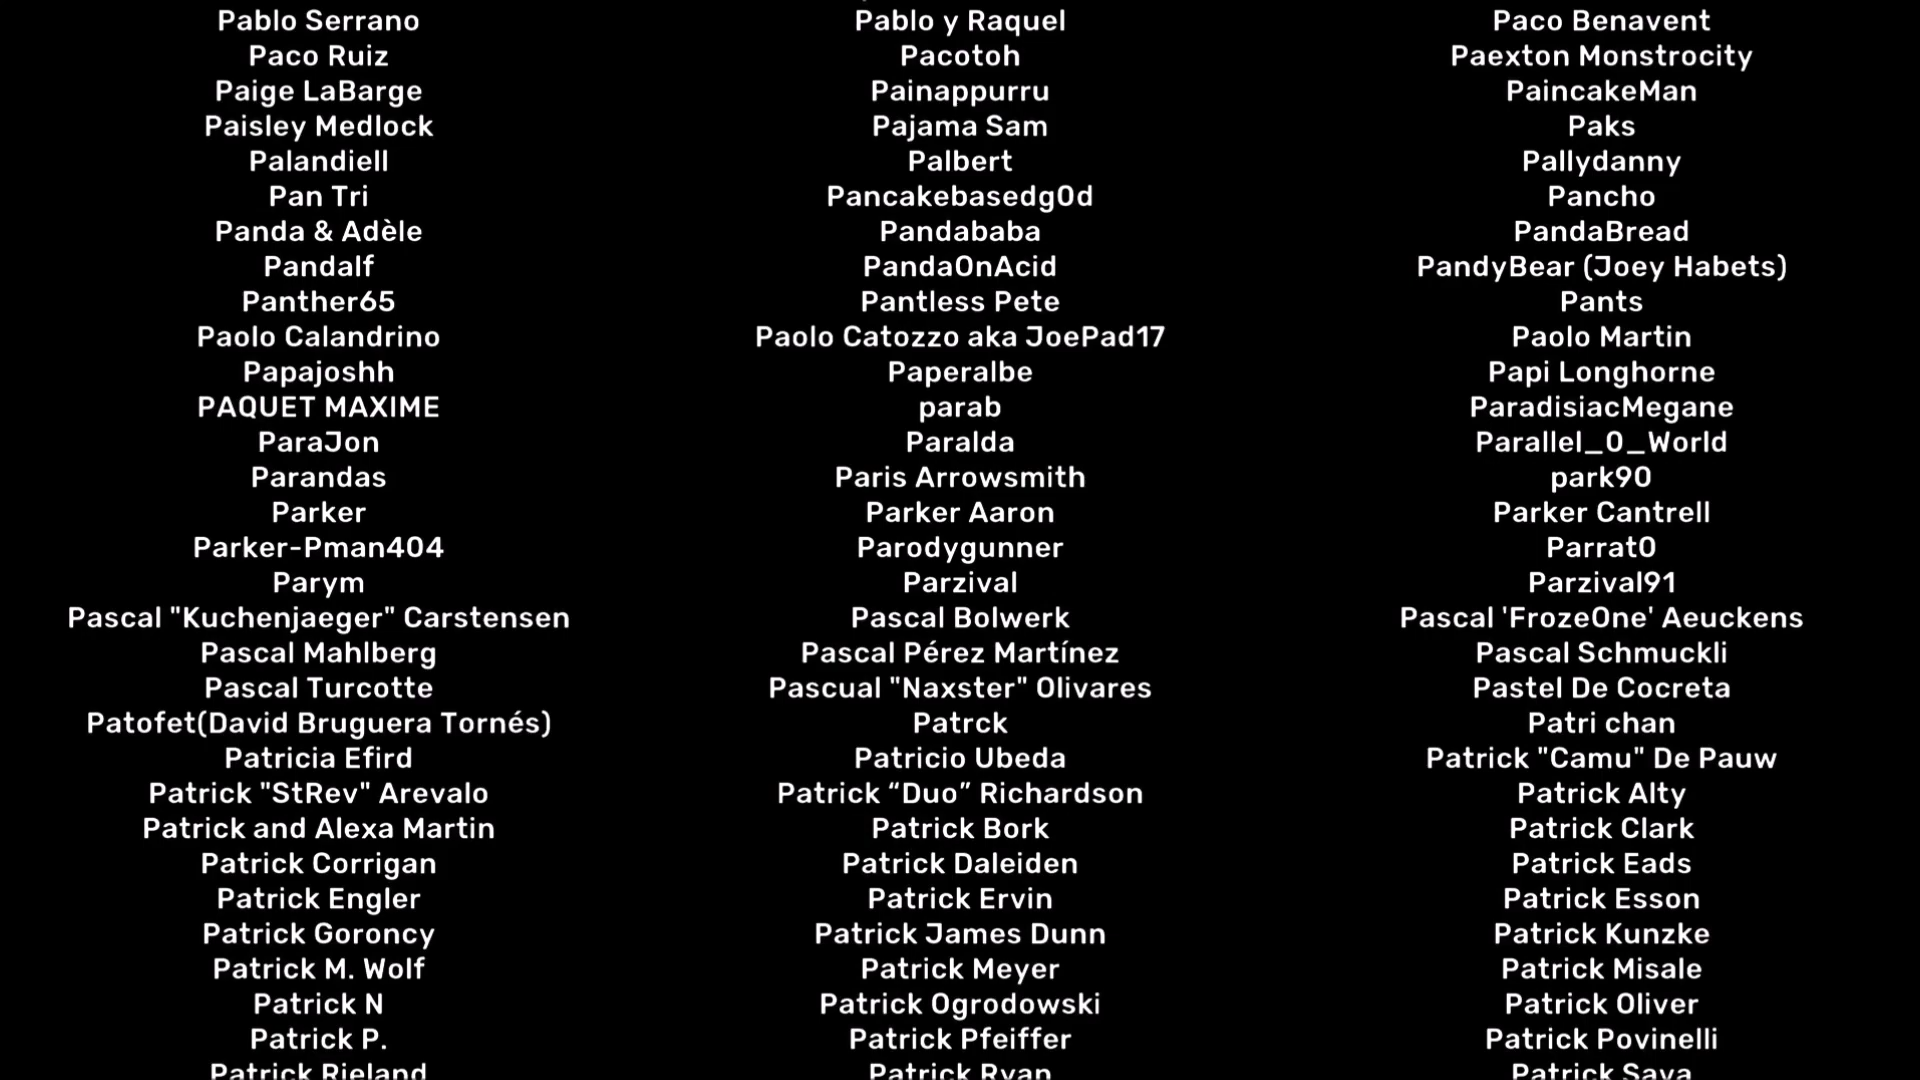 Pablo Serrano
Pablo y Raquel
Paco Benavent
Paco Ruiz
Pacotoh
Paexton Monstrocity
Paige LaBarge
Painappurru
PaincakeMan
Paisley Medlock
Pajama Sam
Paks
Palandiell
Palbert
Pallydanny
Pan Tri
Pancakebasedg0d
Pancho
Panda & Adèle
Pandababa
PandaBread
Pandalf
PandaOnAcid
PandyBear (Joey Habets)
Panther65
Pantless Pete
Pants
Paolo Calandrino
Paolo Catozzo aka JoePad17
Paolo Martin
Papajoshh
Paperalbe
Papi Longhorne
PAQUET MAXIME
parab
ParadisiacMegane
ParaJon
Paralda
Parallel_0_World
Parandas
Paris Arrowsmith
park90
Parker
Parker Aaron
Parker Cantrell
Parker-Pman404
Parodygunner
Parrat0
Parym
Parzival
Parzival91
Pascal "Kuchenjaeger" Carstensen
Pascal Bolwerk
Pascal 'FrozeOne' Aeuckens
Pascal Mahlberg
Pascal Pérez Martínez
Pascal Schmuckli
Pascal Turcotte
Pascual "Naxster" Olivares
Pastel De Cocreta
Patofet(David Bruguera Tornés)
Patrck
Patri chan
Patricia Efird
Patricio Ubeda
Patrick "Camu" De Pauw
Patrick "StRev" Arevalo
Patrick “Duo” Richardson
Patrick Alty
Patrick and Alexa Martin
Patrick Bork
Patrick Clark
Patrick Corrigan
Patrick Daleiden
Patrick Eads
Patrick Engler
Patrick Ervin
Patrick Esson
Patrick Goroncy
Patrick James Dunn
Patrick Kunzke
Patrick M. Wolf
Patrick Meyer
Patrick Misale
Patrick N
Patrick Ogrodowski
Patrick Oliver
Patrick P.
Patrick Pfeiffer
Patrick Povinelli
Patrick Rieland
Patrick Ryan
Patrick Sava